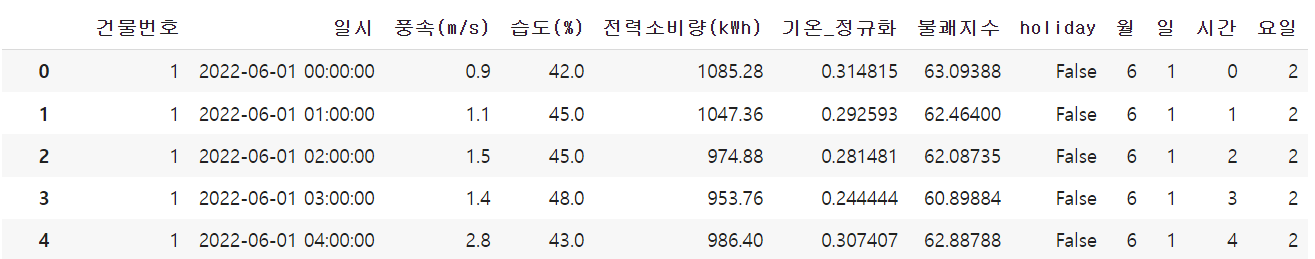 건물번호 일시 풍속(m/s) 습도(%) 전력소비량(kWh) 기온_정규화 불쾌지수 holiday 월 일 시간 요일
0 1 2022-06-01 00:00:00 0.9 42.0 1085.28 0.314815 63.09388 False 6 1 0 2
1 1 2022-06-01 01:00:00 1.1 45.0 1047.36 0.292593 62.46400 False 6 1 1 2
2 1 2022-06-01 02:00:00 1.5 45.0 974.88 0.281481 62.08735 False 6 1 2 2
3 1 2022-06-01 03:00:00 1.4 48.0 953.76 0.244444 60.89884 False 6 1 3 2
4 1 2022-06-01 04:00:00 2.8 43.0 986.40 0.307407 62.88788 False 6 1 4 2